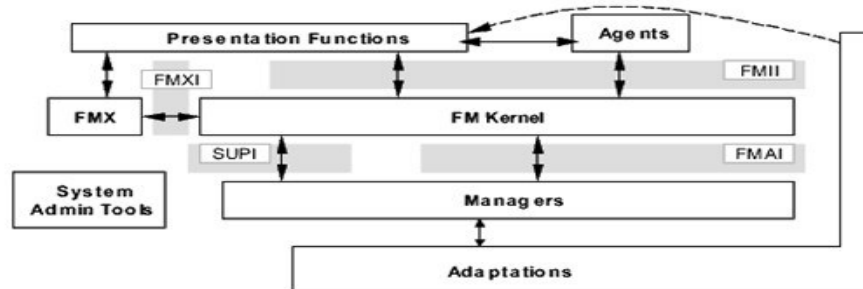 Presentation Functions
Agents
FMXI
FMII
FMX
FM Kernel
SUPI
FMAI
System
Admin Tools
Managers
Adaptations